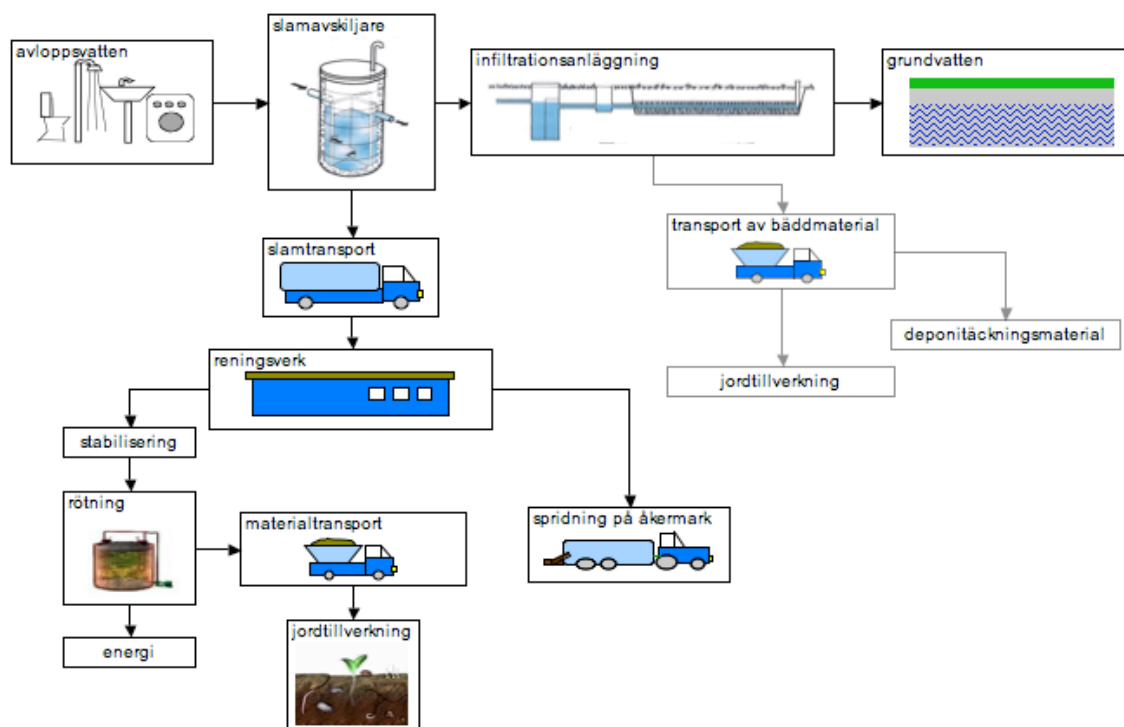 slamavskiljare
avloppsvatten
infiltrationsanläggning
grundvatten
transport av bäddmaterial
slamtransport
deponitäckningsmaterial
reningsverk
jordtillverkning
stabilisering
rötning
materialtransport
spridning på åkermark
jordtillverkning
energi